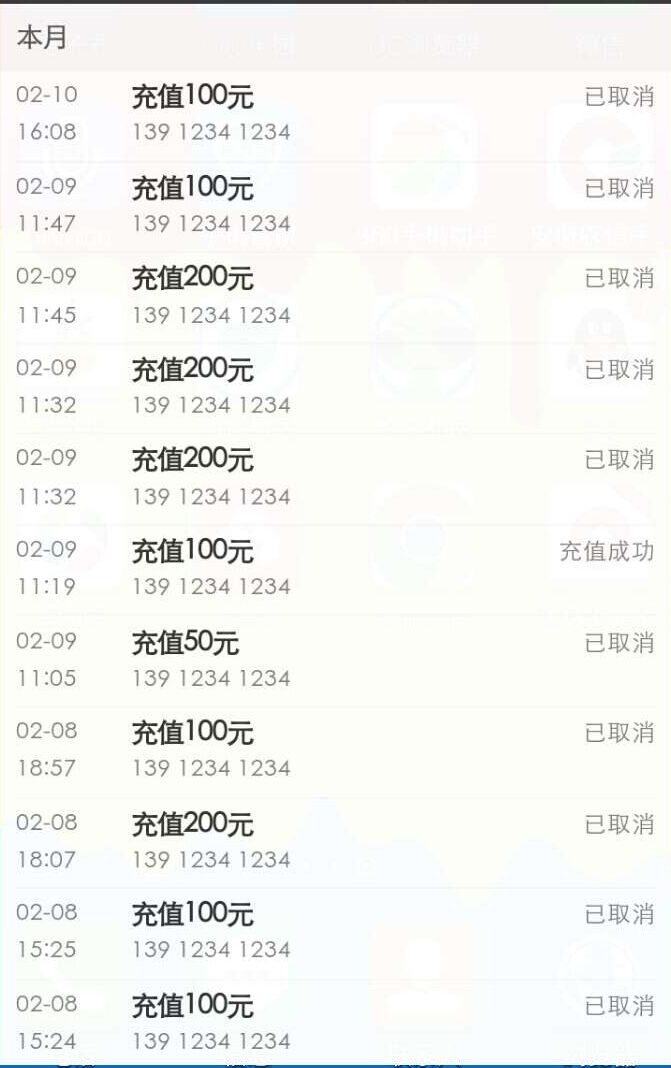 本月
02-10 充值100元 已取消
16:08 139 1234 1234
02-09 充值100元 已取消
11:47 139 1234 1234
02-09 充值200元 已取消
11:45 139 1234 1234
02-09 充值200元 已取消
11:32 139 1234 1234
02-09 充值200元 已取消
11:32 139 1234 1234
02-09 充值100元 充值成功
11:19 139 1234 1234
02-09 充值50元 已取消
11:05 139 1234 1234
02-08 充值100元 已取消
18:57 139 1234 1234
02-08 充值200元 已取消
18:07 139 1234 1234
02-08 充值100元 已取消
15:25 139 1234 1234
02-08 充值100元 已取消
15:24 139 1234 1234